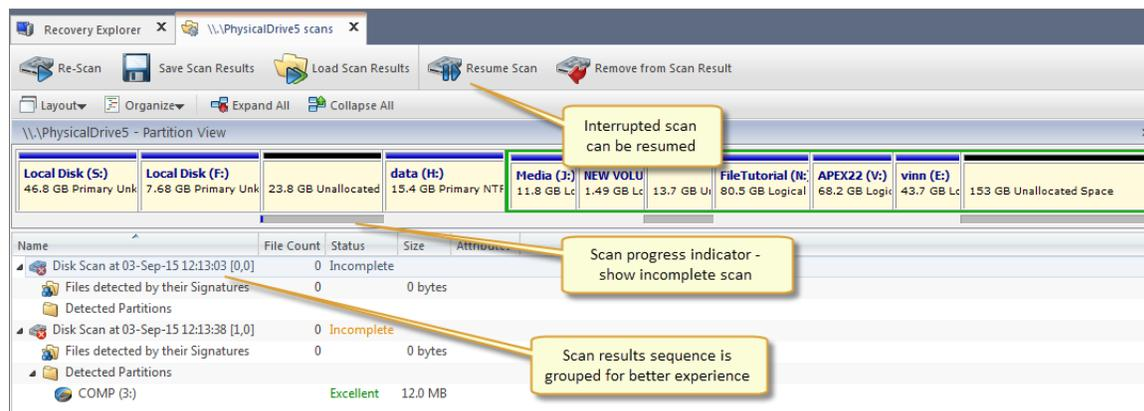 Recovery Explorer X \\.\PhysicalDrive5 scans X
Re-Scan Save Scan Results Load Scan Results Resume Scan Remove from Scan Result
Layout Organize Expand All Collapse All
\\.\PhysicalDrive5 - Partition View
Interrupted scan
can be resumed
Local Disk (S:)
46.8 GB Primary Unk
Local Disk (F:)
7.68 GB Primary Unk
23.8 GB Unallocated
data (H:)
15.4 GB Primary NTF
Media (J:)
11.8 GB Lo
NEW VOLU
1.49 GB Lo
13.7 GB Un
FileTutorial (N:
80.5 GB Logical
APEX22 (V:)
68.2 GB Logic
vinn (E:)
43.7 GB Lo
153 GB Unallocated Space
Name File Count Status Size Attributes
Scan progress indicator -
show incomplete scan
Disk Scan at 03-Sep-15 12:13:03 [0,0] 0 Incomplete
Files detected by their Signatures 0 0 bytes
Detected Partitions
Disk Scan at 03-Sep-15 12:13:38 [1,0] 0 Incomplete
Files detected by their Signatures 0 0 bytes
Detected Partitions
COMP (3:) Excellent 12.0 MB
Scan results sequence is
grouped for better experience